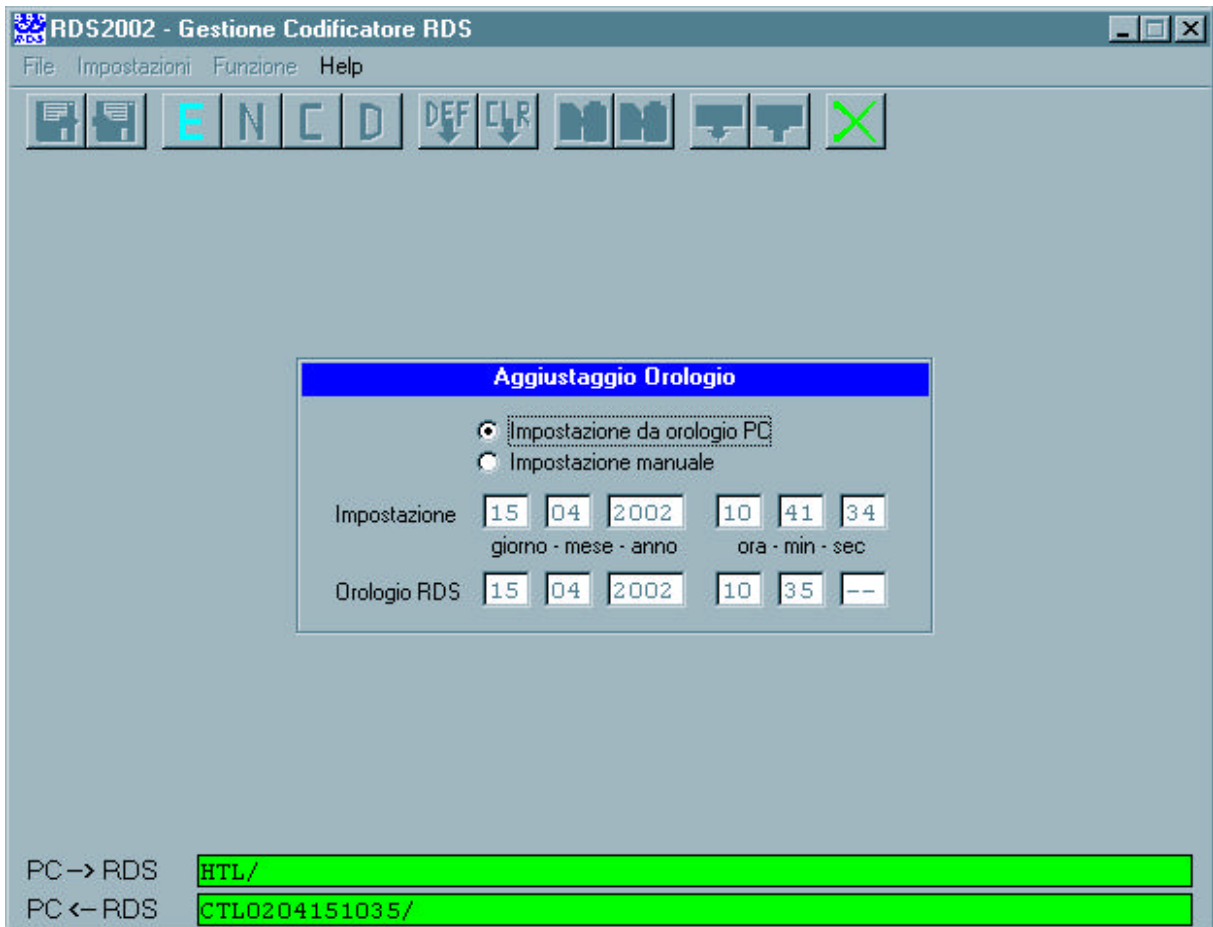 RDS2002 - Gestione Codificatore RDS
File Impostazioni Funzione Help
E N C D DEF CLR
Aggiustaggio Orologio
Impostazione da orologio PC
Impostazione manuale
Impostazione 15 04 2002 10 41 34
giorno - mese - anno ora - min - sec
Orologio RDS 15 04 2002 10 35 --
PC -> RDS HTL/
PC <- RDS CTL0204151035/